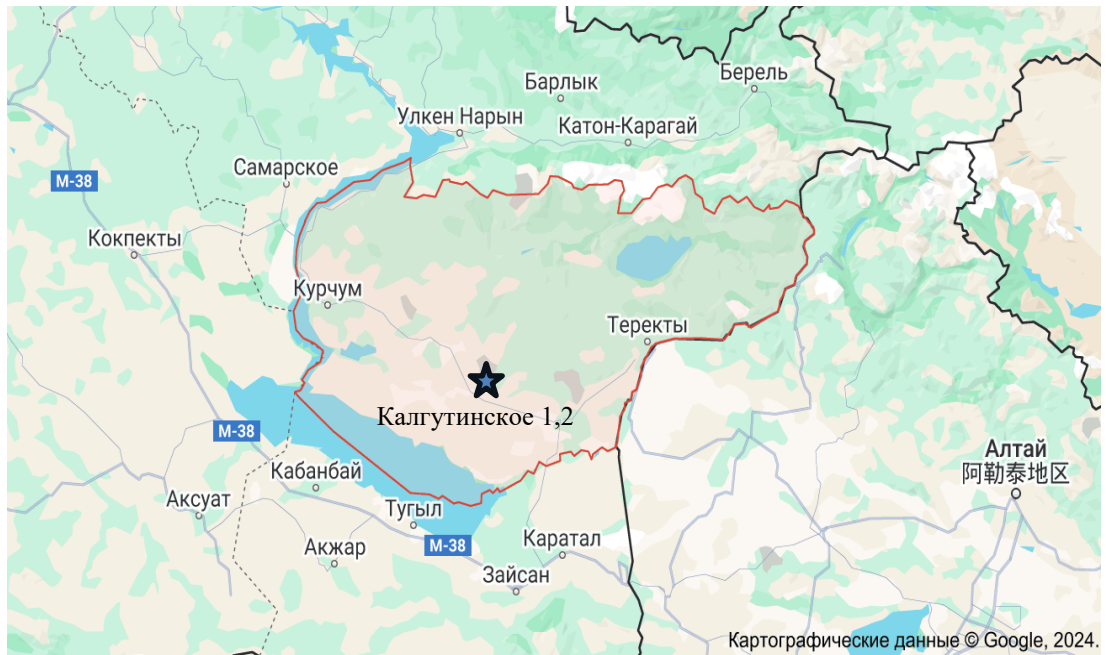 Барлык
Берель
Улкен Нарын
Катон-Карагай
Самарское
М-38
Кокпекты
Курчум
Теректы
Калгутинское 1,2
М-38
Алтай
阿勒泰地区
Кабанбай
Аксуат
Тугыл
Акжар
М-38
Каратал
Зайсан
Картографические данные © Google, 2024.